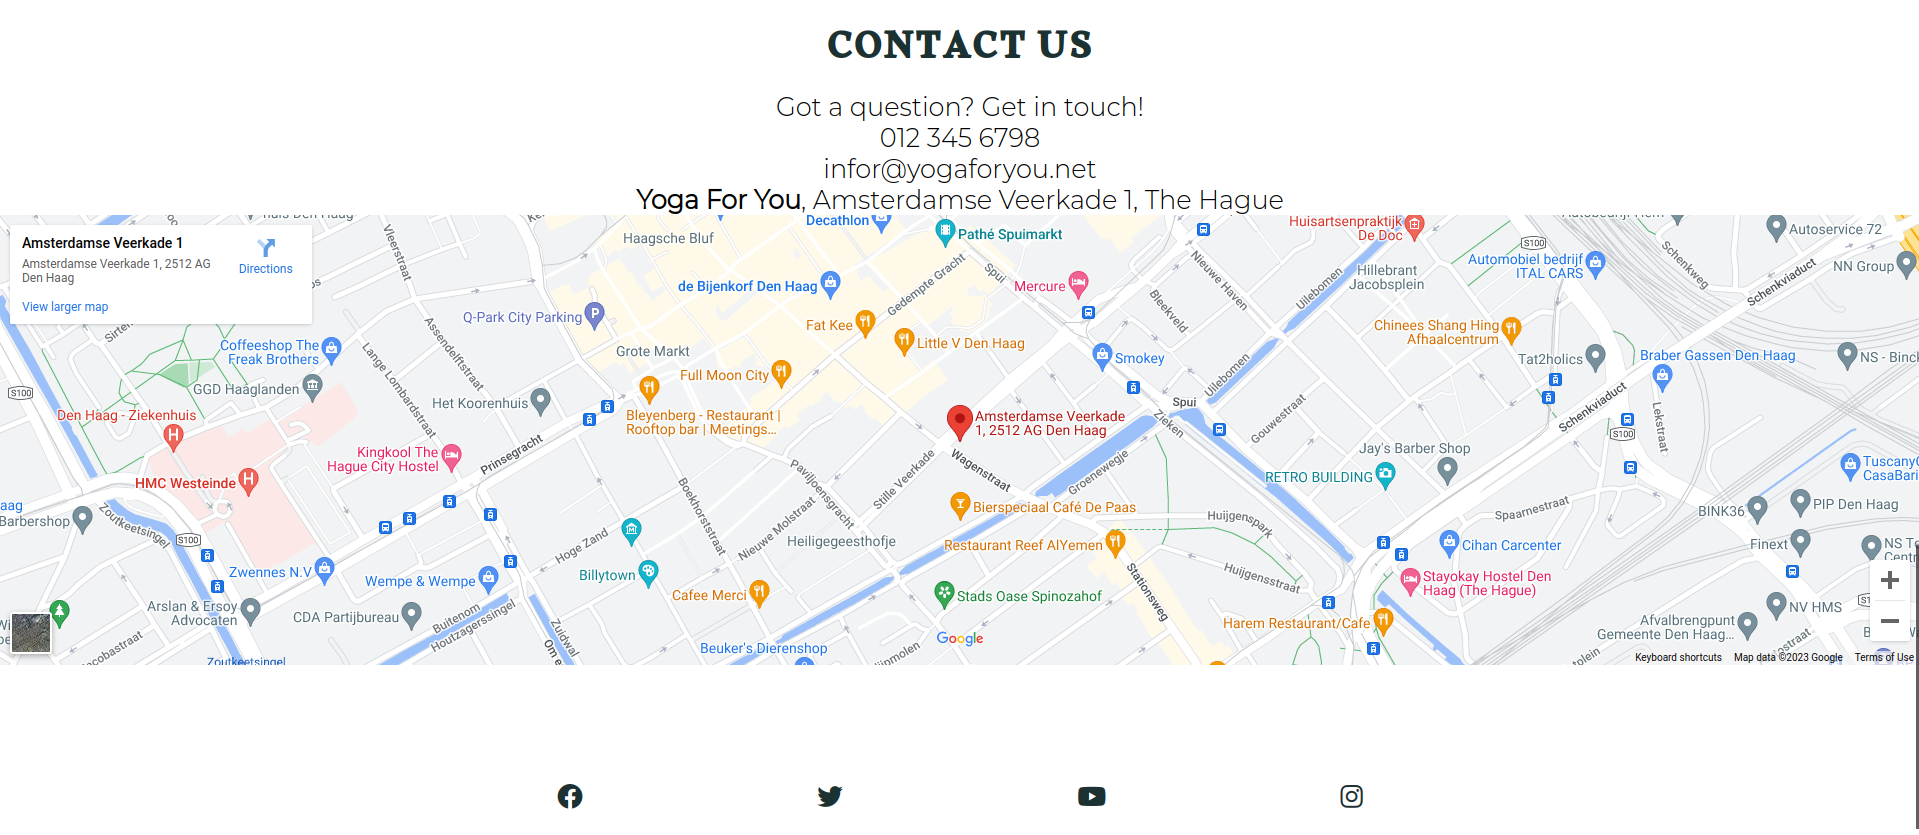 CONTACT US
Got a question? Get in touch!
012 345 6798
infor@yogaforyou.net
Yoga For You, Amsterdamse Veerkade 1, The Hague
Amsterdamse Veerkade 1
Amsterdamse Veerkade 1, 2512 AG
Den Haag
Directions
View larger map
Decathlon
Haagsche Bluf
Pathé Spuimarkt
Huisartsenpraktijk
De Doc
S100
Autoservice 72
Vleerstraat
de Bijenkorf Den Haag
Gedempte Gracht
Spui
Mercure
Nieuwe Haven
Bleekveld
Uilebomen
Hillebrant
Jacobsplein
Automobiel bedrijf
ITAL CARS
Schenkweg
Schenkviaduct
NN Group
Q-Park City Parking
Fat Kee
Little V Den Haag
Chinees Shang Hing
Afhaalcentrum
Coffeeshop The
Freak Brothers
Assendelftstraat
Lange Lombardstraat
Grote Markt
Full Moon City
Smokey
Uilebomen
Tat2holics
Braber Gassen Den Haag
GGD Haaglanden
S100
Het Koorenhuis
Den Haag - Ziekenhuis
Bleyenberg - Restaurant |
Rooftop bar | Meetings...
Amsterdamse Veerkade
1, 2512 AG Den Haag
Spui
Zieken
Gouwestraat
Schenkviaduct
Lekstraat
S100
Kingkool The
Hague City Hostel
Prinsegracht
HMC Westeinde
Paviljoensgracht
Stille Veerkade
Wagenstraat
Groenewegje
Jay's Barber Shop
RETRO BUILDING
Barbershop
Zoutkeetsingel
S100
Boekhorststraat
Nieuwe Molstraat
Heiligegeesthofje
Bierspeciaal Café De Paas
Huijgenspark
Spaarnestraat
BINK36
PIP Den Haag
Hoge Zand
Restaurant Reef AlYemen
Cihan Carcenter
Finext
Zwennes N.V
Wempe & Wempe
Billytown
Cafee Merci
Stads Oase Spinozahof
Stationsweg
Huijgensstraat
Stayokay Hostel Den
Haag (The Hague)
Arslan & Ersoy
Advocaten
CDA Partijbureau
Buitenom
Houtzagerssingel
Zuidwal
Harem Restaurant/Cafe
Afvalbrengpunt
Gemeente Den Haag...
NV HMS
Zoutkeetsingel
Beuker's Dierenshop
Google
Keyboard shortcuts
Map data ©2023 Google
Terms of Use